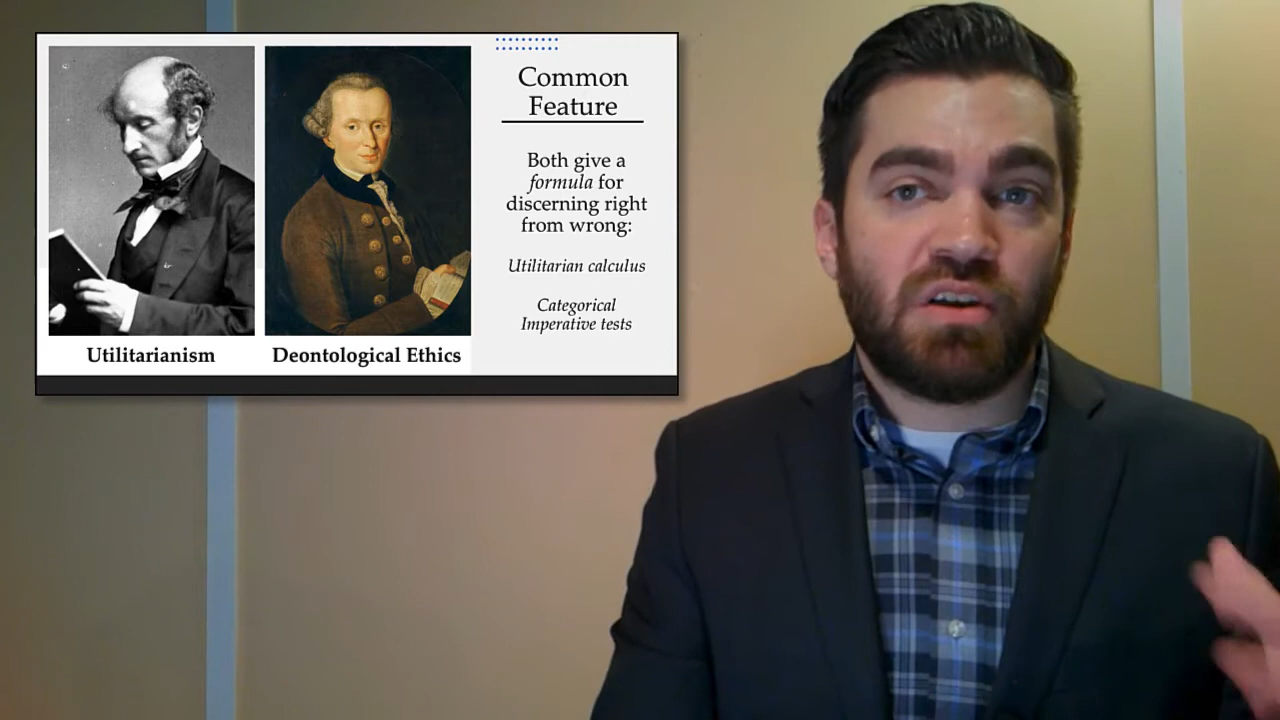 Common
Feature
Both give a
formula for
discerning right
from wrong:
Utilitarian calculus
Categorical
Imperative tests
Utilitarianism
Deontological Ethics